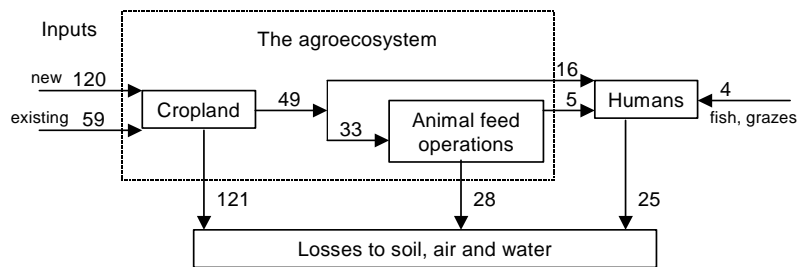 Inputs
The agroecosystem
new 120
16
4
existing 59
Cropland
49
5
Humans
fish, grazes
33
Animal feed
operations
121
28
25
Losses to soil, air and water